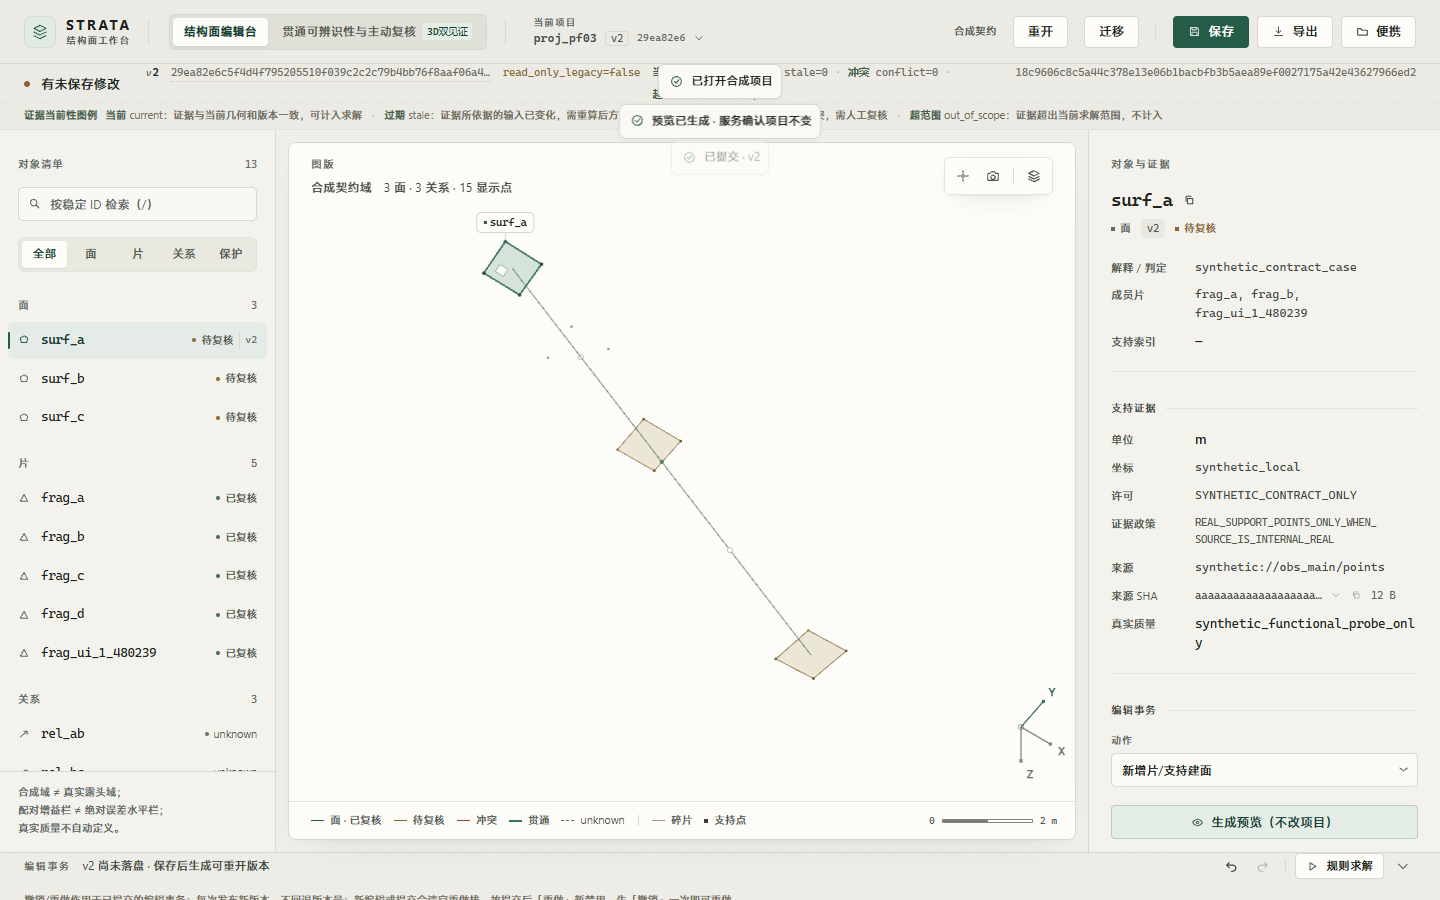 STRATA
结构面工作台
结构面编辑台
贯通可辨识性与主动复核 3D双见证
当前项目
proj_pf03 v2 29ea82e6
合成契约
重开
迁移
保存
导出
便携
有未保存修改
v2 29ea82e6c5f4d4f795205510f039c2c2c79b4bb76f8aaf06a4… read_only_legacy=false
stale=0 · 冲突 conflict=0 ·
18c9606c8c5a44c378e13e06b1bacbfb3b5aea89ef0027175a42e43627966ed2
已打开合成项目
预览已生成 · 服务确认项目不变
已提交 · v2
证据当前性图例 当前 current：证据与当前几何和版本一致，可计入求解 · 过期 stale：证据所依据的输入已变化，需重算后方
，需人工复核 · 超范围 out_of_scope：证据超出当前求解范围，不计入
对象清单 13
按稳定 ID 检索（/）
全部 面 片 关系 保护
面 3
surf_a 待复核 v2
surf_b 待复核
surf_c 待复核
片 5
frag_a 已复核
frag_b 已复核
frag_c 已复核
frag_d 已复核
frag_ui_1_480239 已复核
关系 3
rel_ab unknown
合成域 ≠ 真实露头域；
配对增益栏 ≠ 绝对误差水平栏；
真实质量不自动定义。
图版
合成契约域 3 面 · 3 关系 · 15 显示点
surf_a
Y
X
Z
面 · 已复核 待复核 冲突 贯通 unknown 碎片 支持点
0 2 m
对象与证据
surf_a
面 v2 待复核
解释 / 判定 synthetic_contract_case
成员片 frag_a, frag_b,
frag_ui_1_480239
支持索引 —
支持证据
单位 m
坐标 synthetic_local
许可 SYNTHETIC_CONTRACT_ONLY
证据政策 REAL_SUPPORT_POINTS_ONLY_WHEN_
SOURCE_IS_INTERNAL_REAL
来源 synthetic://obs_main/points
来源 SHA aaaaaaaaaaaaaaaaaaaa… 12 B
真实质量 synthetic_functional_probe_onl
y
编辑事务
动作
新增片/支持建面
生成预览（不改项目）
编辑事务 v2 尚未落盘 · 保存后生成可重开版本
规则求解